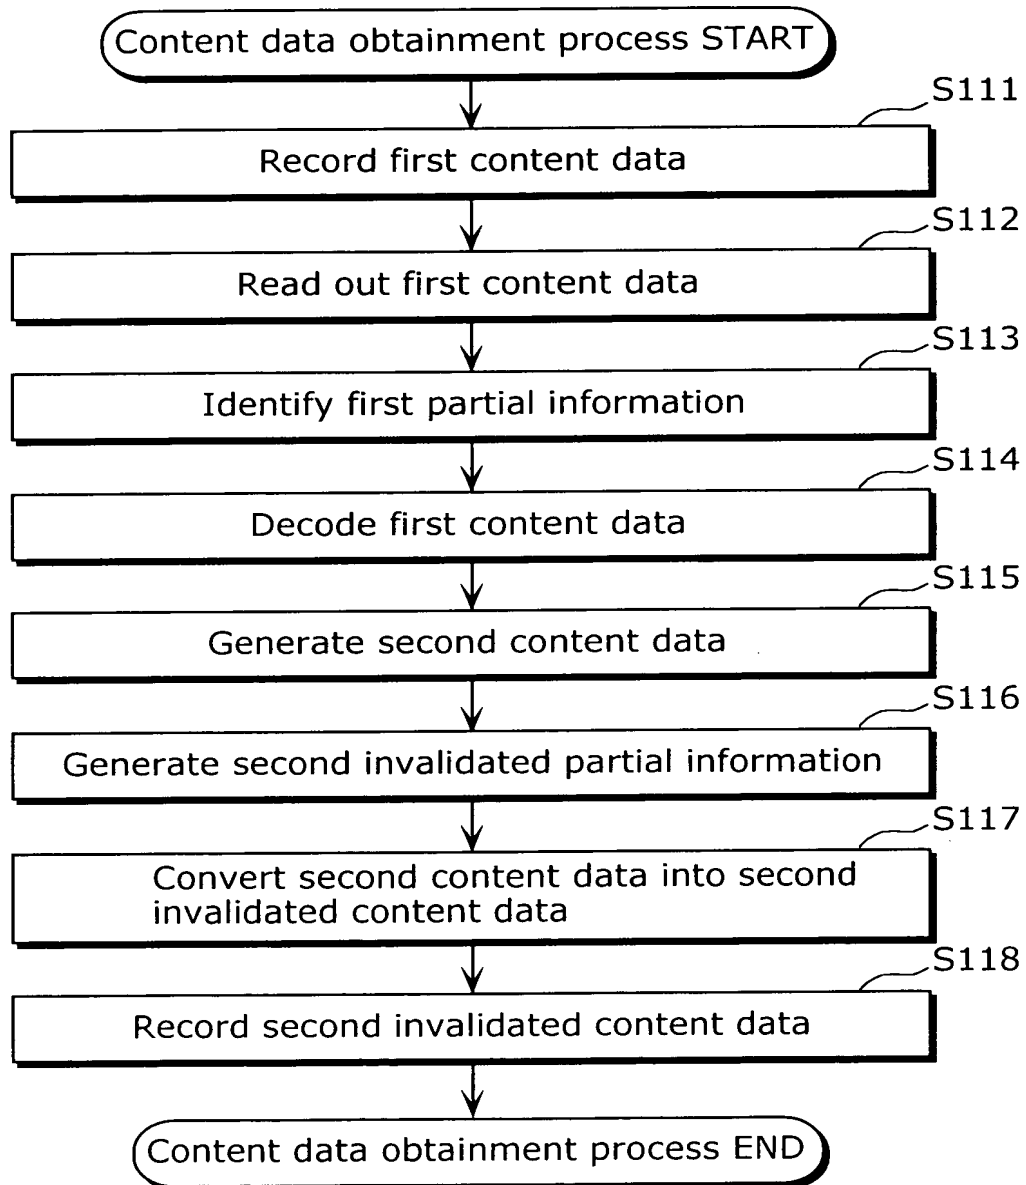 Content data obtainment process START
S111
Record first content data
S112
Read out first content data
S113
Identify first partial information
S114
Decode first content data
S115
Generate second content data
S116
Generate second invalidated partial information
S117
Convert second content data into second
invalidated content data
S118
Record second invalidated content data
Content data obtainment process END